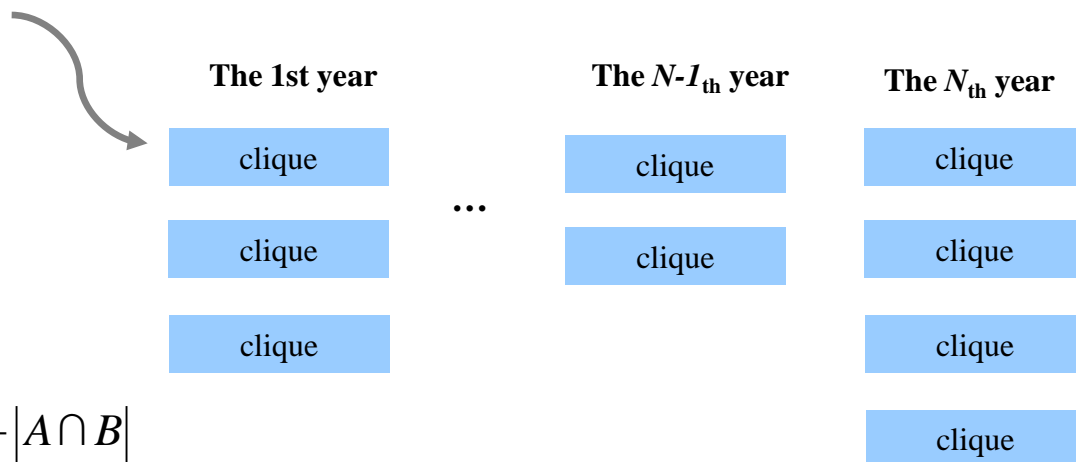 The 1st year
The N-1th year
The Nth year
clique
clique
clique
clique
clique
clique
...
clique
clique
clique
-|A∩B|